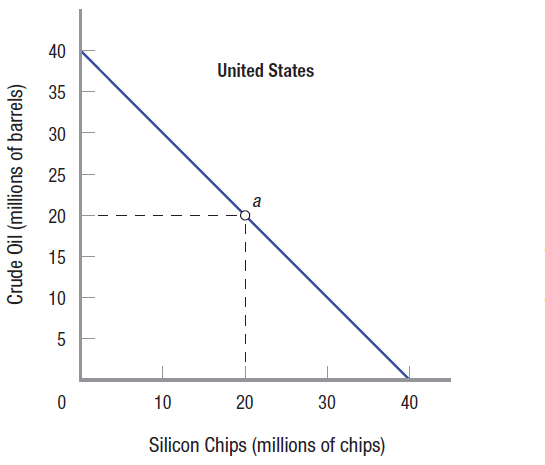 United States
Crude Oil (millions of barrels)
40
35
30
25
20
15
10
5
a
0 10 20 30 40
Silicon Chips (millions of chips)